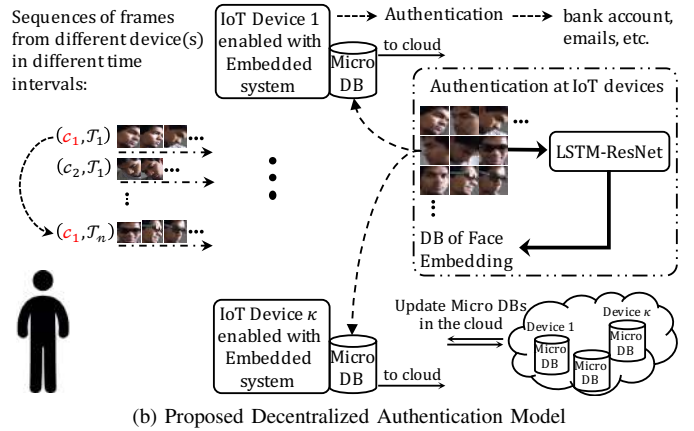 Sequences of frames
from different device(s)
in different time
intervals:
IoT Device 1
enabled with
Embedded
system
Micro
DB
to cloud
Authentication
bank account,
emails, etc.
(𝒸₁,𝒯₁)
(𝒸₂,𝒯₁)
(𝒸₁,𝒯ₙ)
Authentication at IoT devices
LSTM-ResNet
DB of Face
Embedding
IoT Device κ
enabled with
Embedded
system
Micro
DB
to cloud
Update Micro DBs
in the cloud
Device 1
Micro
DB
Micro
DB
Device κ
Micro
DB
(b) Proposed Decentralized Authentication Model